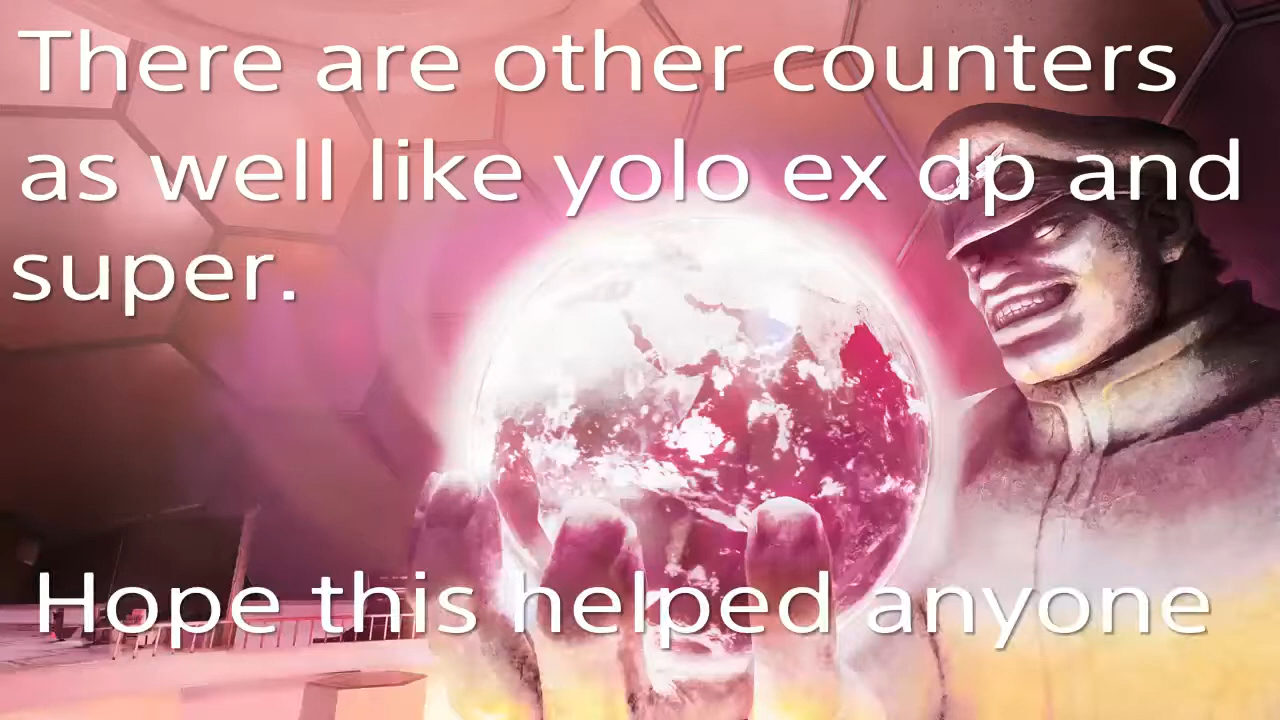 There are other counters
as well like yolo ex dp and
super.
Hope this helped anyone